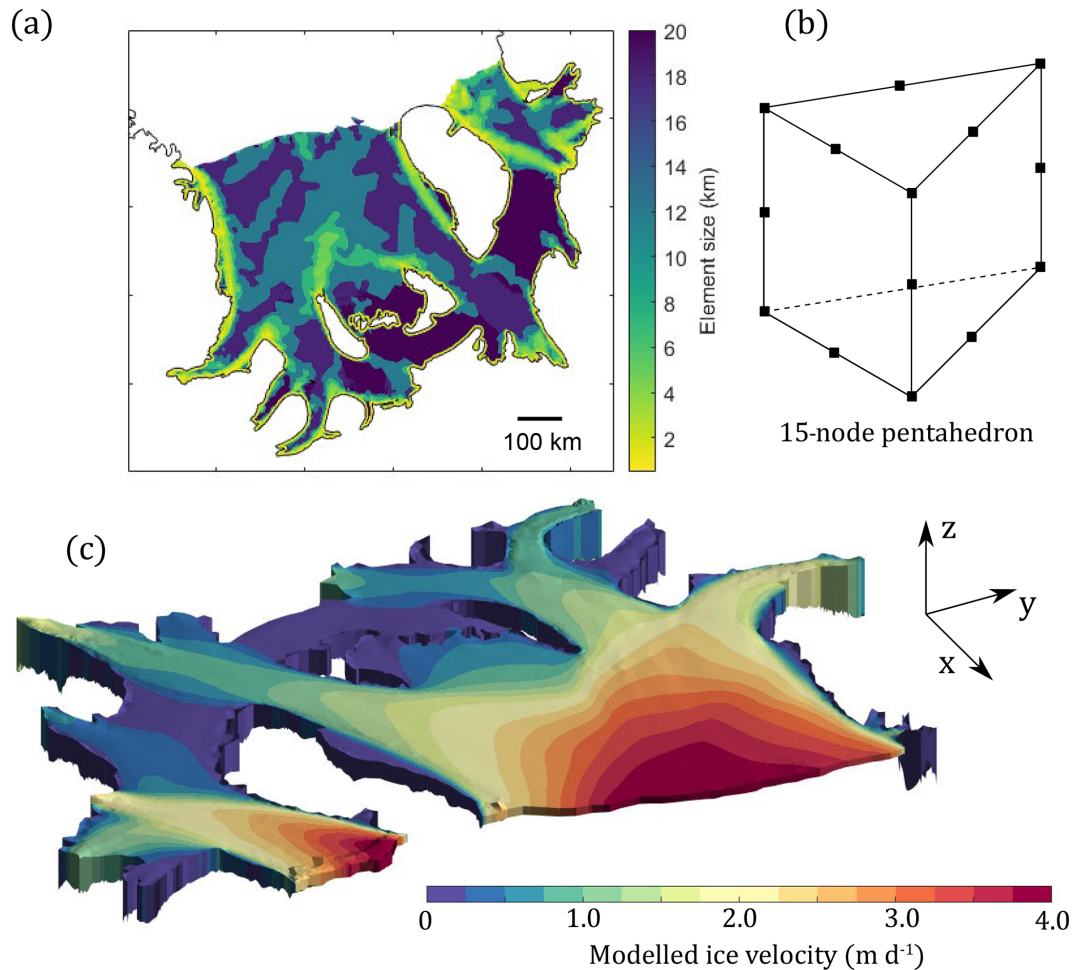 (a)
20
18
16
14
12
10
8
6
4
2
Element size (km)
100 km
(b)
15-node pentahedron
(c)
z
y
x
0
1.0
2.0
3.0
4.0
Modelled ice velocity (m d⁻¹)